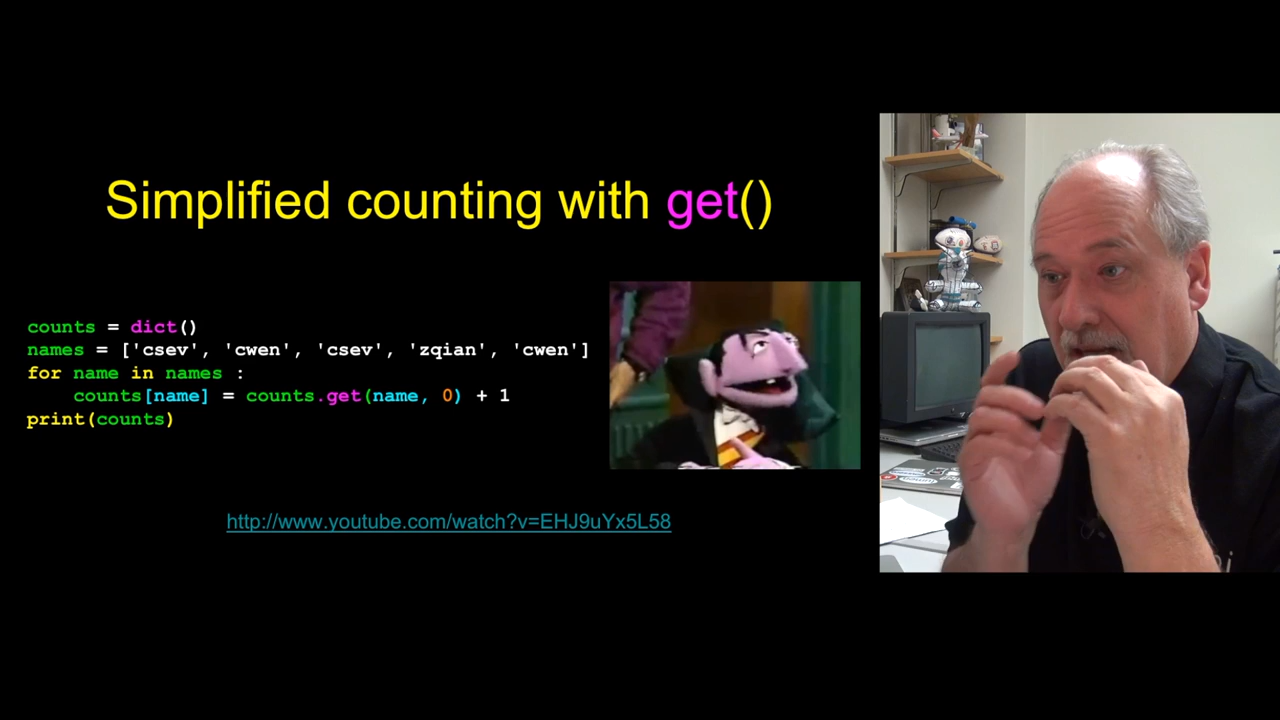 Simplified counting with get()
counts = dict()
names = ['csev', 'cwen', 'csev', 'zqian', 'cwen']
for name in names :
    counts[name] = counts.get(name, 0) + 1
print(counts)
http://www.youtube.com/watch?v=EHJ9uYx5L58